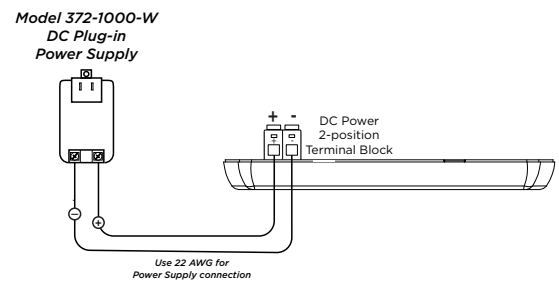 Model 372-1000-W
DC Plug-in
Power Supply
+ -
DC Power
2-position
Terminal Block
+ -
− +
Use 22 AWG for
Power Supply connection